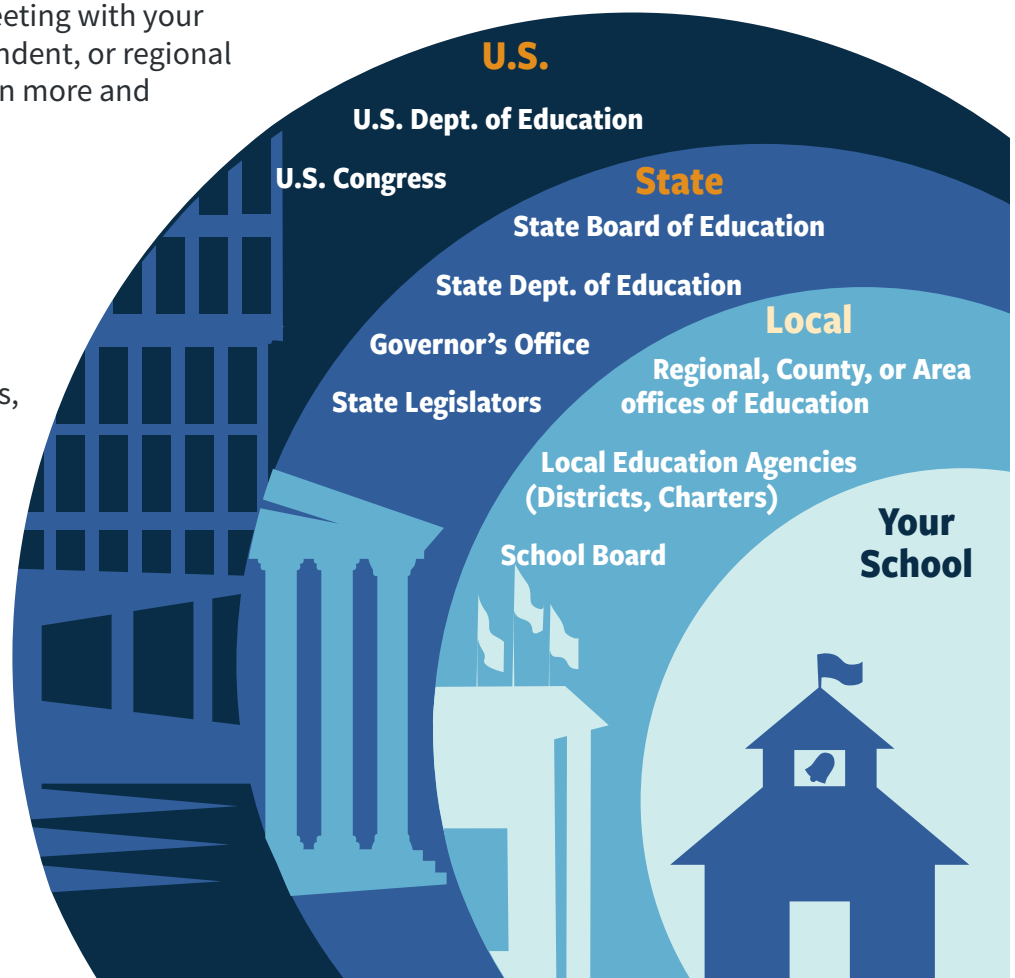 eeting with your
ndent, or regional
n more and
s,
U.S.
U.S. Dept. of Education
U.S. Congress
State
State Board of Education
State Dept. of Education
Governor’s Office
State Legislators
Local
Regional, County, or Area
offices of Education
Local Education Agencies
(Districts, Charters)
School Board
Your
School